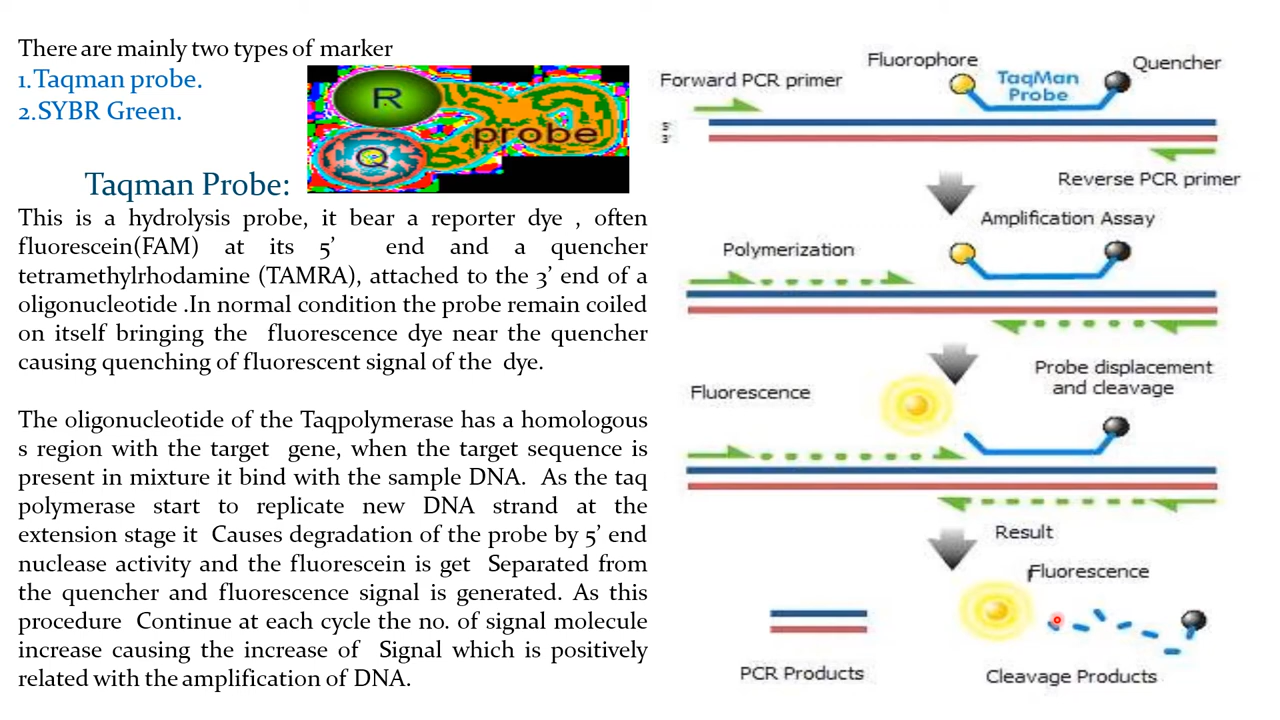 There are mainly two types of marker
1.Taqman probe.
2.SYBR Green.
R
Q
probe
Taqman Probe:
This is a hydrolysis probe, it bear a reporter dye , often
fluorescein(FAM) at its 5’ end and a quencher
tetramethylrhodamine (TAMRA), attached to the 3’ end of a
oligonucleotide .In normal condition the probe remain coiled
on itself bringing the fluorescence dye near the quencher
causing quenching of fluorescent signal of the dye.
The oligonucleotide of the Taqpolymerase has a homologous
s region with the target gene, when the target sequence is
present in mixture it bind with the sample DNA. As the taq
polymerase start to replicate new DNA strand at the
extension stage it Causes degradation of the probe by 5’ end
nuclease activity and the fluorescein is get Separated from
the quencher and fluorescence signal is generated. As this
procedure Continue at each cycle the no. of signal molecule
increase causing the increase of Signal which is positively
related with the amplification of DNA.
Fluorophore
Quencher
Forward PCR primer
TaqMan
Probe
5'
3'
Reverse PCR primer
Amplification Assay
Polymerization
Probe displacement
and cleavage
Fluorescence
Result
Fluorescence
PCR Products
Cleavage Products